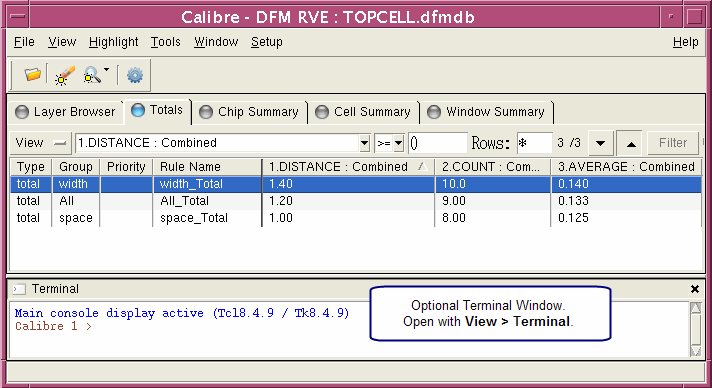 Calibre - DFM RVE : TOPCELL.dfmdb
File View Highlight Tools Window Setup Help
Layer Browser Totals Chip Summary Cell Summary Window Summary
View 1.DISTANCE : Combined >= () Rows: * 3 /3 Filter
Type Group Priority Rule Name 1.DISTANCE : Combined 2.COUNT : Com... 3.AVERAGE : Combined
total width width_Total 1.40 10.0 0.140
total All All_Total 1.20 9.00 0.133
total space space_Total 1.00 8.00 0.125
Terminal
Main console display active (Tcl8.4.9 / Tk8.4.9)
Calibre 1 >
Optional Terminal Window.
Open with View > Terminal.